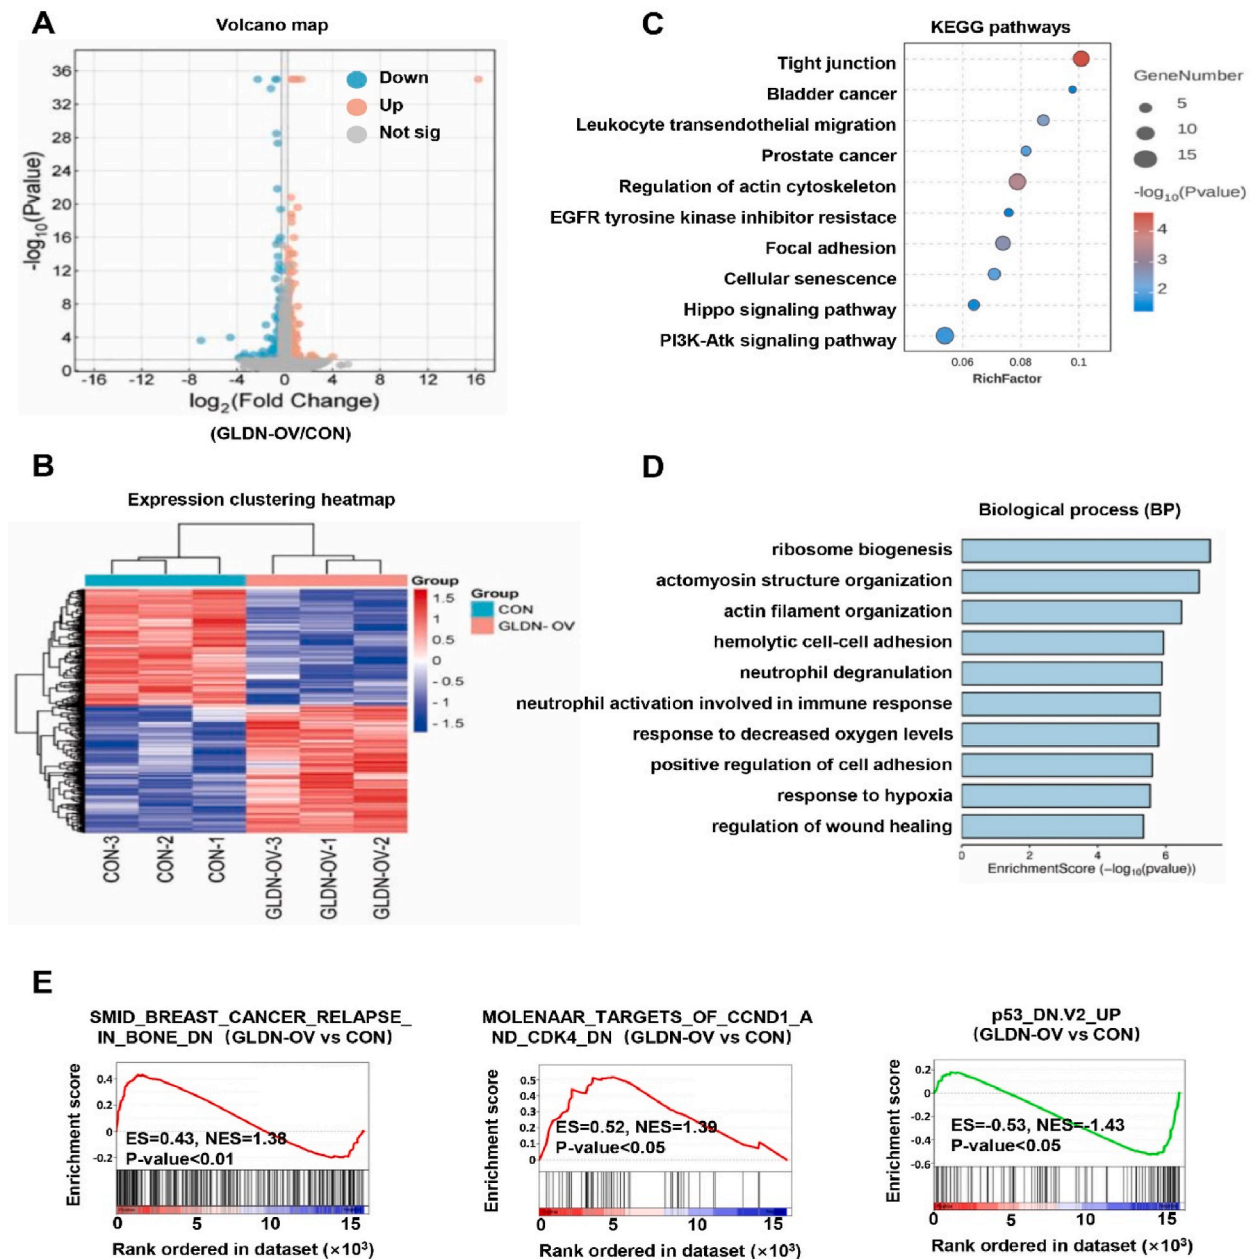 A
Volcano map
36
32
28
24
20
16
12
8
4
0
-log10(Pvalue)
Down
Up
Not sig
-16 -12 -8 -4 0 4 8 12 16
log2(Fold Change)
(GLDN-OV/CON)
C
KEGG pathways
Tight junction
Bladder cancer
Leukocyte transendothelial migration
Prostate cancer
Regulation of actin cytoskeleton
EGFR tyrosine kinase inhibitor resistace
Focal adhesion
Cellular senescence
Hippo signaling pathway
PI3K-Atk signaling pathway
0.06 0.08 0.1
RichFactor
GeneNumber
5
10
15
-log10(Pvalue)
4
3
2
B
Expression clustering heatmap
Group
1.5
1
0.5
0
- 0.5
- 1
- 1.5
Group
CON
GLDN- OV
CON-3 CON-2 CON-1 GLDN-OV-3 GLDN-OV-1 GLDN-OV-2
D
Biological process (BP)
ribosome biogenesis
actomyosin structure organization
actin filament organization
hemolytic cell-cell adhesion
neutrophil degranulation
neutrophil activation involved in immune response
response to decreased oxygen levels
positive regulation of cell adhesion
response to hypoxia
regulation of wound healing
0 2 4 6
EnrichmentScore (−log10(pvalue))
E
SMID_BREAST_CANCER_RELAPSE_
IN_BONE_DN (GLDN-OV vs CON)
Enrichment score
0.4
0.2
0
-0.2
ES=0.43, NES=1.38
P-value<0.01
0 5 10 15
Rank ordered in dataset (×10³)
MOLENAAR_TARGETS_OF_CCND1_A
ND_CDK4_DN (GLDN-OV vs CON)
Enrichment score
0.5
0.4
0.3
0.2
0.1
0
ES=0.52, NES=1.39
P-value<0.05
0 5 10 15
Rank ordered in dataset (×10³)
p53_DN.V2_UP
(GLDN-OV vs CON)
Enrichment score
0.2
0
-0.2
-0.4
-0.6
ES=-0.53, NES=-1.43
P-value<0.05
0 5 10 15
Rank ordered in dataset (×10³)